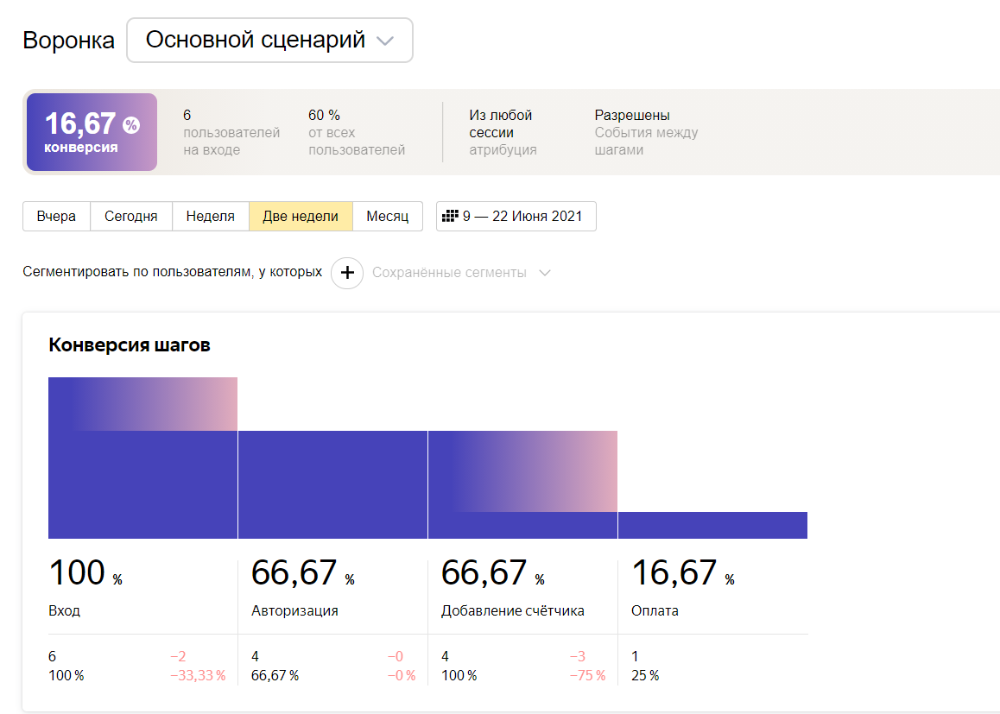 Воронка Основной сценарий
16,67 %
конверсия
6
пользователей
на входе
60 %
от всех
пользователей
Из любой
сессии
атрибуция
Разрешены
События между
шагами
Вчера Сегодня Неделя Две недели Месяц 9 — 22 Июня 2021
Сегментировать по пользователям, у которых + Сохранённые сегменты
Конверсия шагов
100 % 66,67 % 66,67 % 16,67 %
Вход Авторизация Добавление счётчика Оплата
6 −2 4 −0 4 −3 1
100 % −33,33 % 66,67 % −0 % 100 % −75 % 25 %